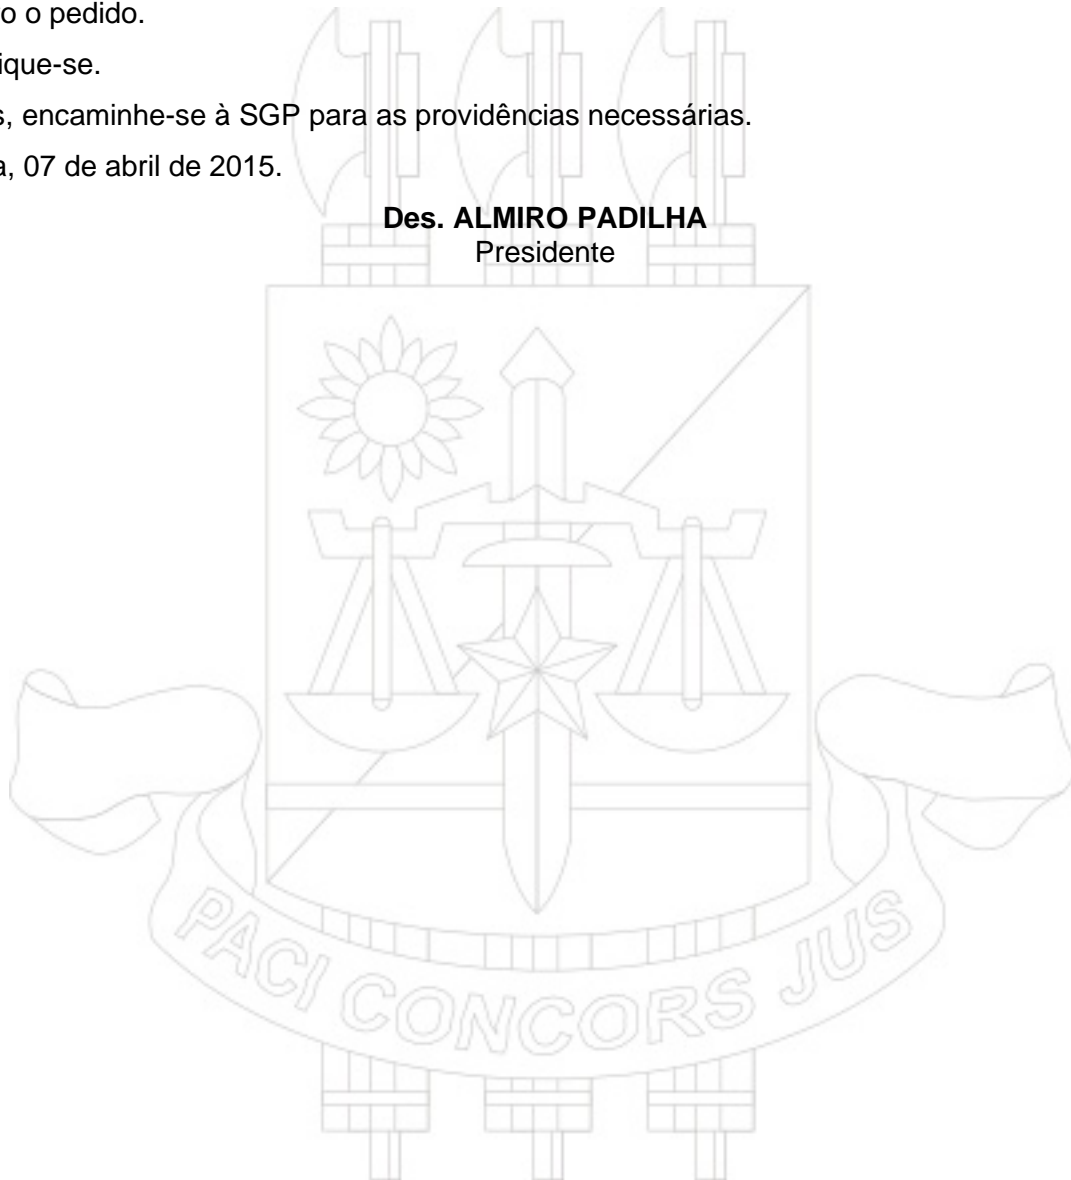 o o pedido.
ique-se.
s, encaminhe-se à SGP para as providências necessárias.
a, 07 de abril de 2015.
Des. ALMIRO PADILHA
Presidente
PACI CONCORS JUS